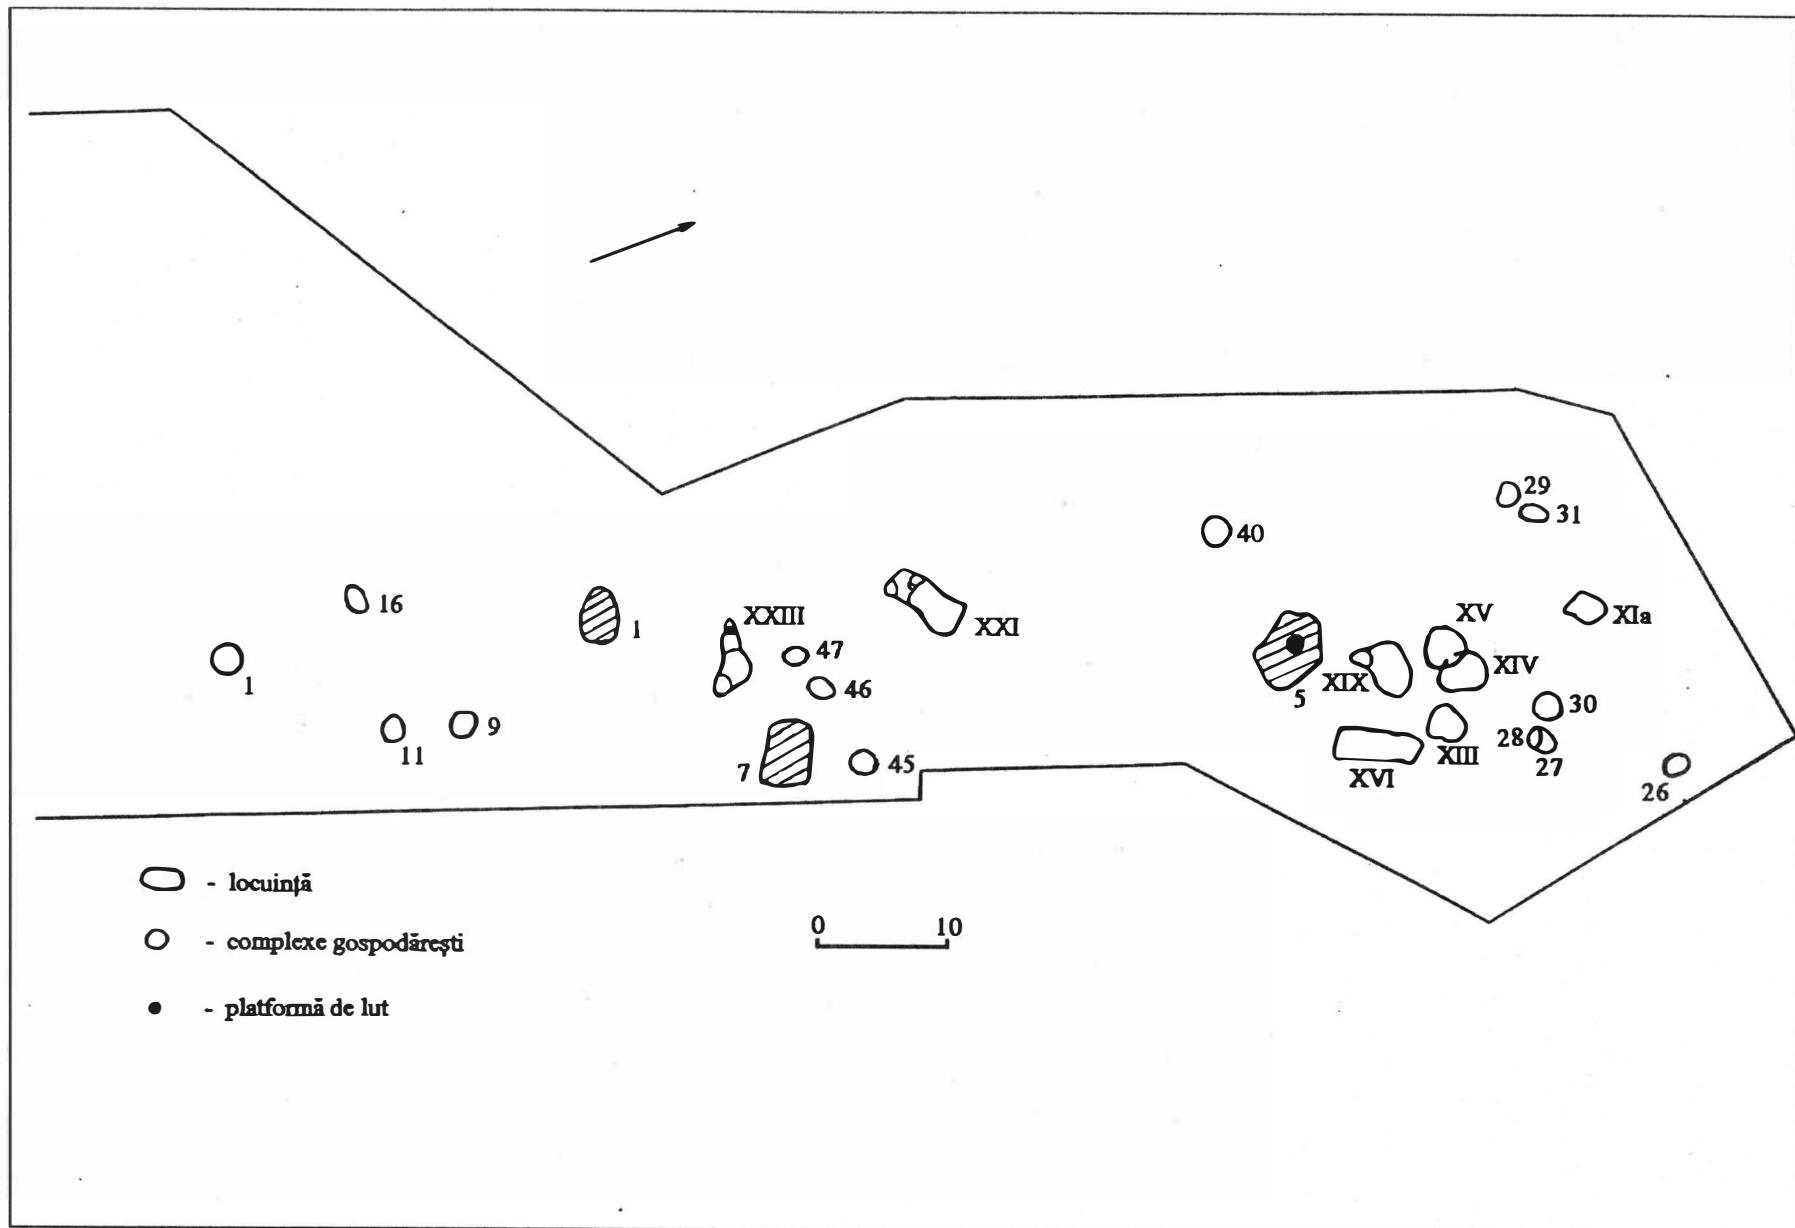 29
31
40
16
1
XXIII
XXI
XV
XIa
47
XIV
1
46
XIX
5
11
9
30
28
27
XIII
7
45
XVI
26
- locuință
- complexe gospodărești
- platformă de lut
0 10